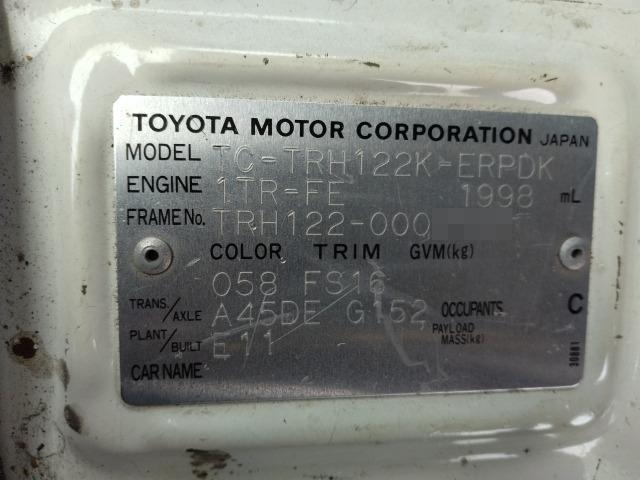 TOYOTA MOTOR CORPORATION JAPAN
MODEL TC-TRH122K-ERPDK
ENGINE 1TR-FE 1998 mL
FRAME No. TRH122-000
COLOR TRIM GVM(kg)
058 FS16
TRANS./AXLE A45DE G152 OCCUPANTS C
PLANT/BUILT E11 PAYLOAD MASS(kg)
CAR NAME
30881